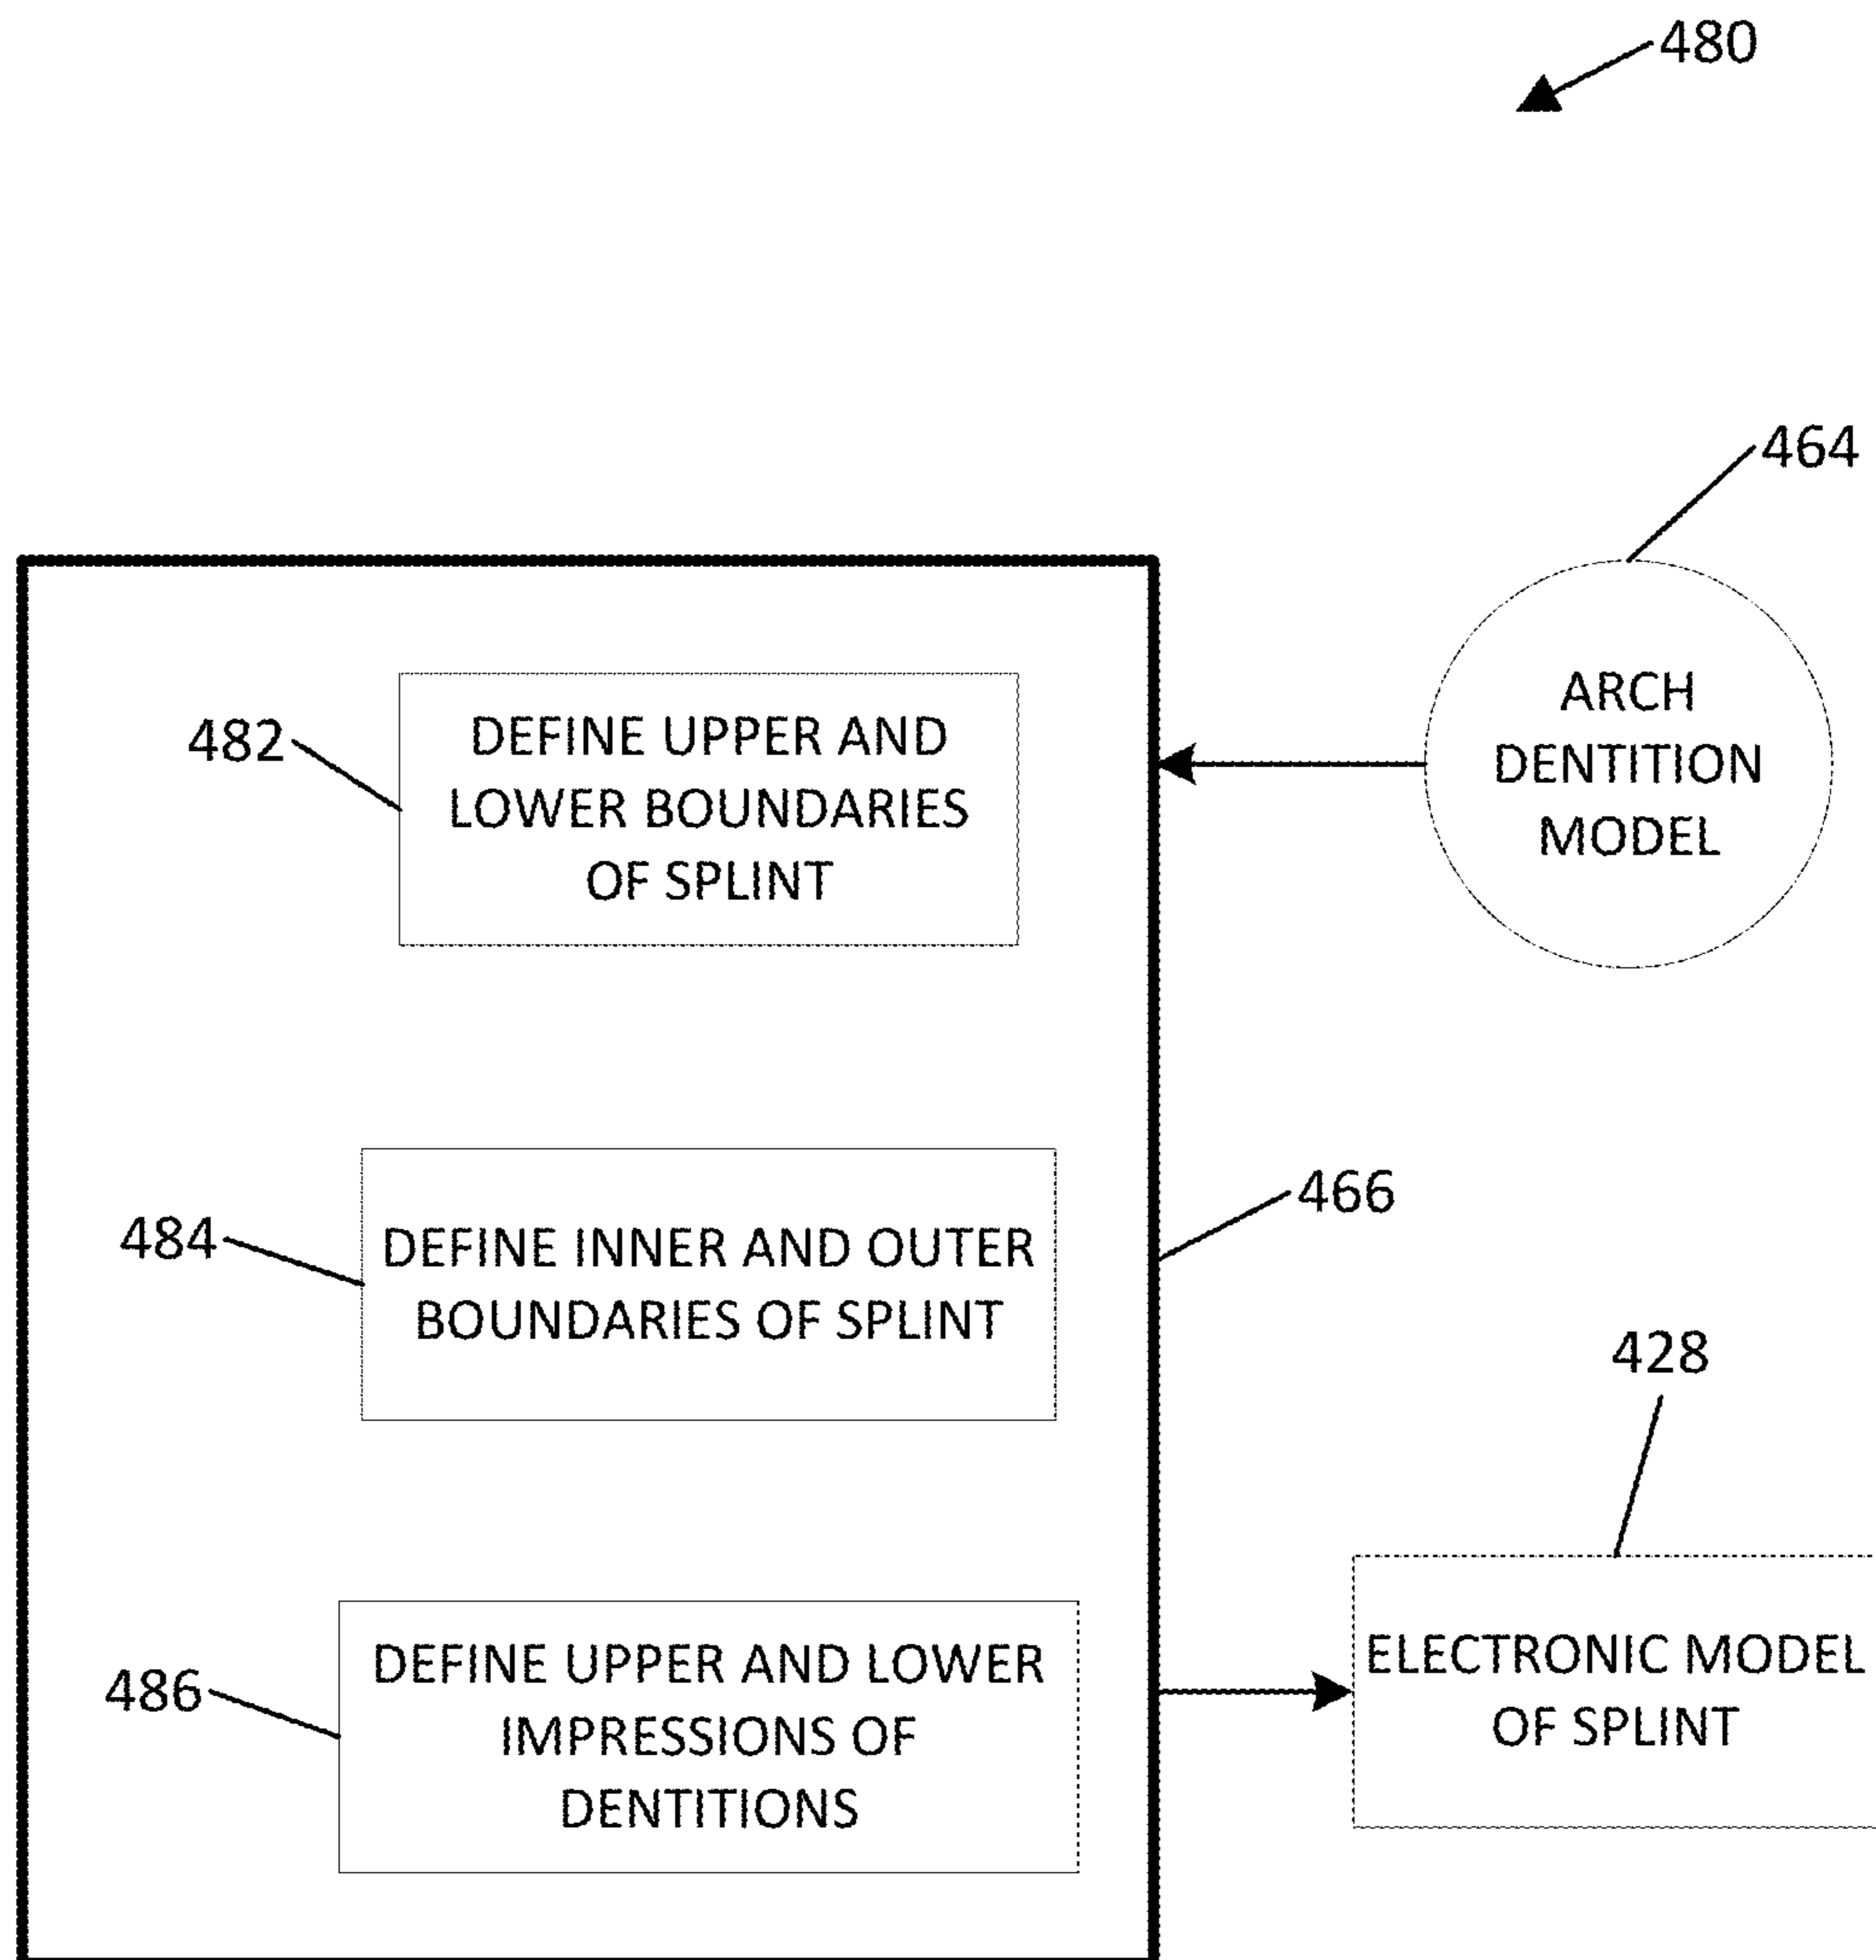 480
464
ARCH
DENTITION
MODEL
482
DEFINE UPPER AND
LOWER BOUNDARIES
OF SPLINT
466
484
DEFINE INNER AND OUTER
BOUNDARIES OF SPLINT
428
ELECTRONIC MODEL
OF SPLINT
486
DEFINE UPPER AND LOWER
IMPRESSIONS OF
DENTITIONS